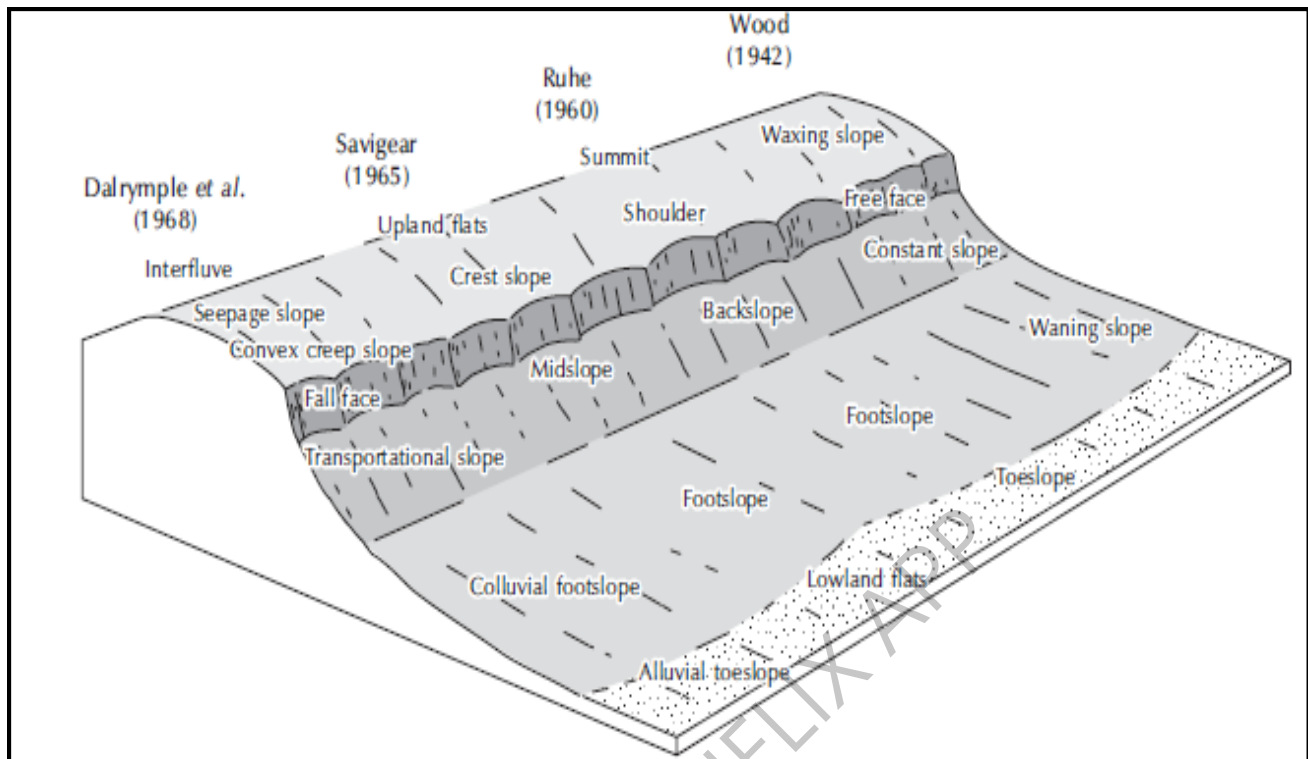 Wood
(1942)
Ruhe
(1960)
Savigear
(1965)
Dalrymple et al.
(1968)
Waxing slope
Summit
Free face
Shoulder
Upland flats
Constant slope
Interfluve
Crest slope
Seepage slope
Backslope
Waning slope
Convex creep slope
Midslope
Fall face
Footslope
Transportational slope
Toeslope
Footslope
Lowland flats
Colluvial footslope
Alluvial toeslope
ELIX APP